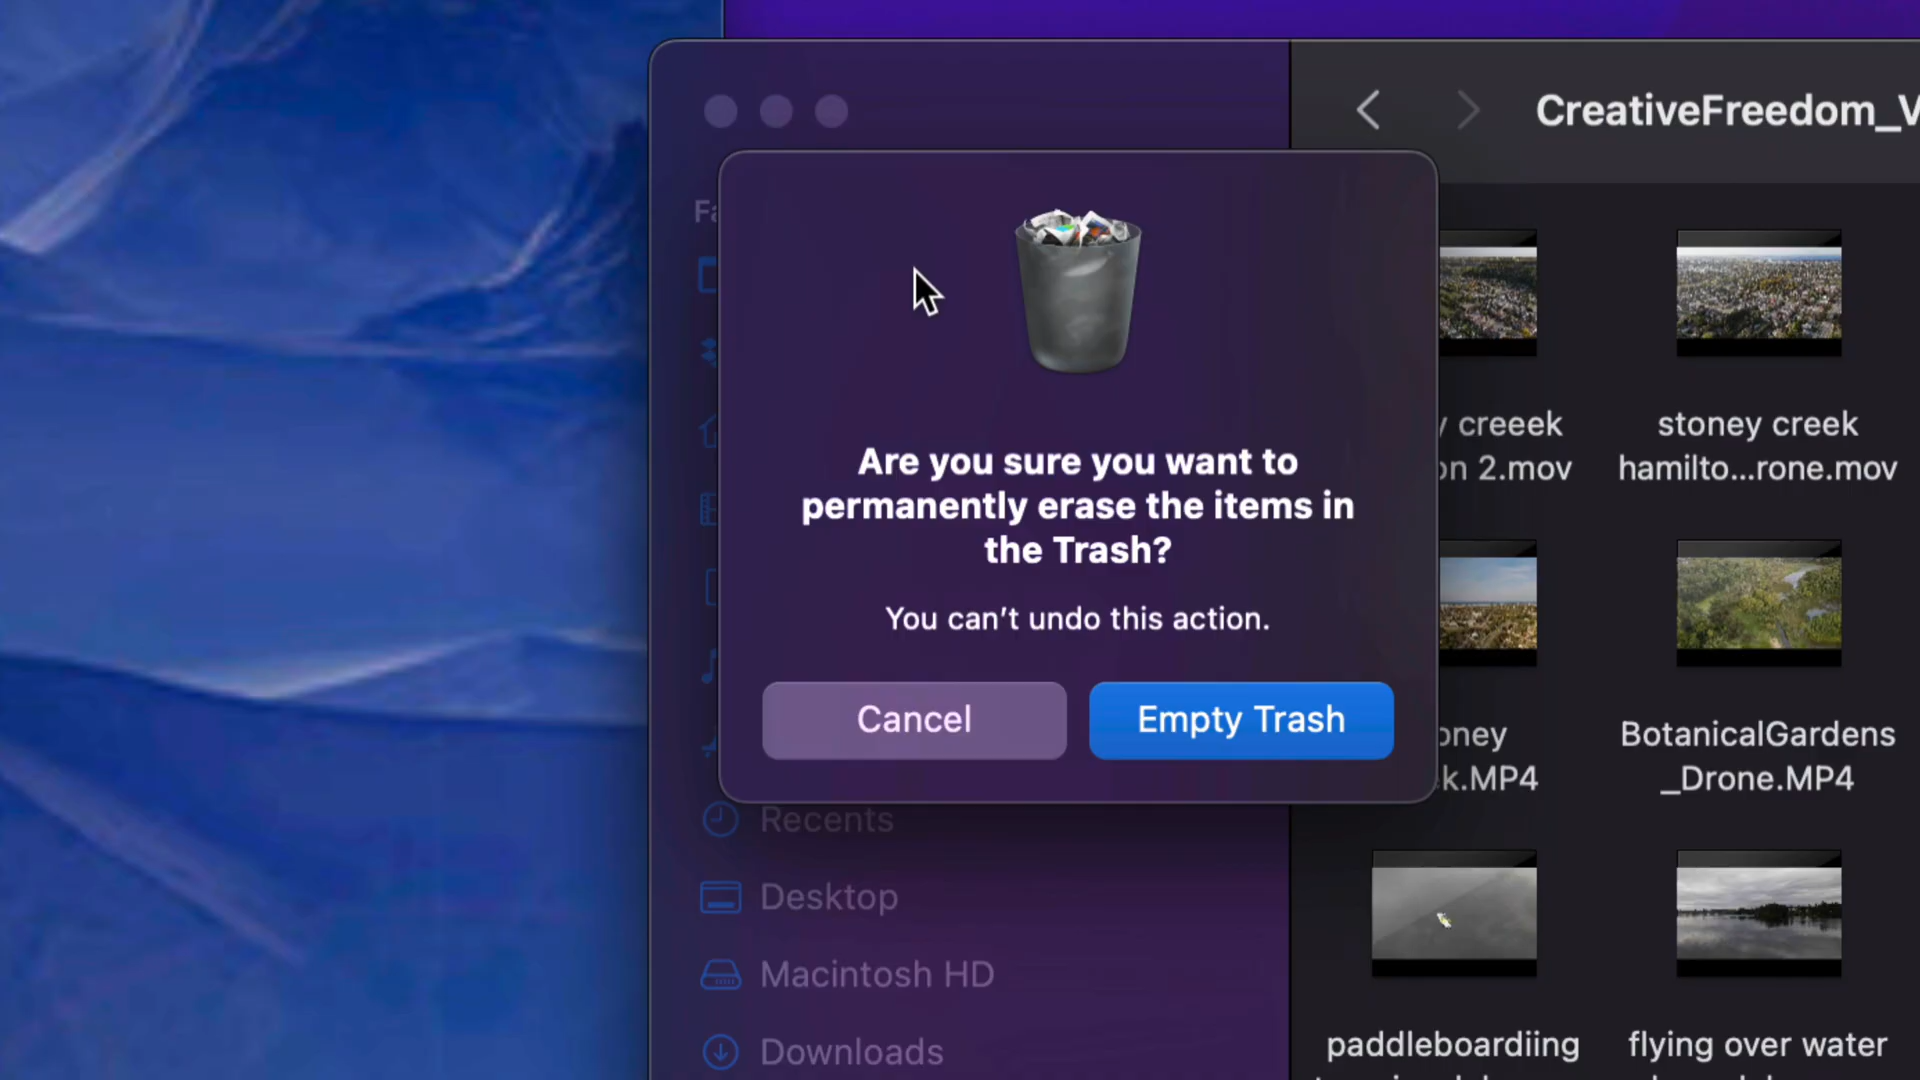 CreativeFreedom_V
Are you sure you want to
permanently erase the items in
the Trash?
You can't undo this action.
Cancel
Empty Trash
creeek
on 2.mov
stoney creek
hamilto...rone.mov
k.MP4
BotanicalGardens
_Drone.MP4
Recents
Desktop
Macintosh HD
Downloads
paddleboardiing
flying over water